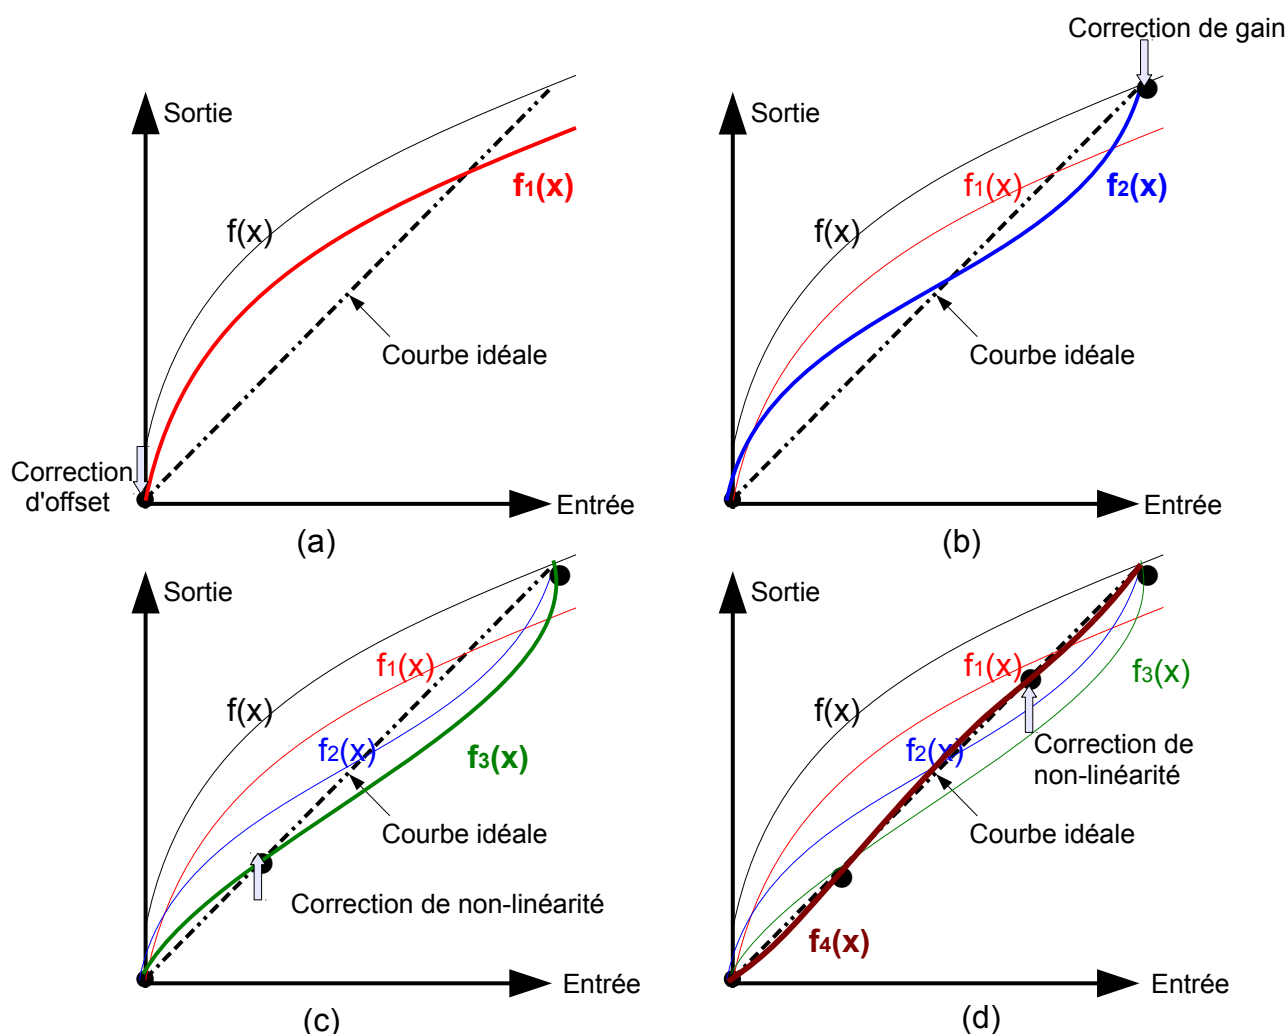 Sortie
f(x)
f1(x)
Courbe idéale
Correction
d'offset
Entrée
(a)
Correction de gain
Sortie
f1(x)
f2(x)
f(x)
Courbe idéale
Entrée
(b)
Sortie
f1(x)
f(x)
f2(x)
f3(x)
Courbe idéale
Correction de non-linéarité
Entrée
(c)
Sortie
f1(x)
f3(x)
f(x)
f2(x)
Correction de
non-linéarité
Courbe idéale
f4(x)
Entrée
(d)